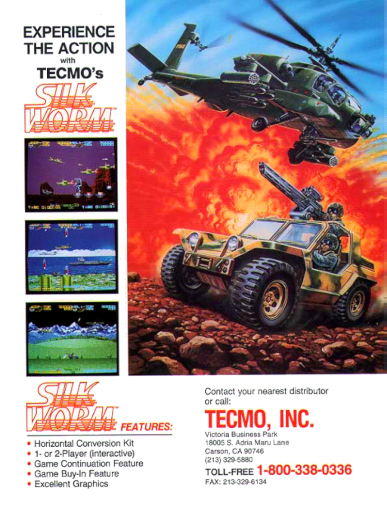 EXPERIENCE
THE ACTION
with
TECMO's
SILK
WORM™
SILK
WORM™ FEATURES:
• Horizontal Conversion Kit
• 1- or 2-Player (interactive)
• Game Continuation Feature
• Game Buy-In Feature
• Excellent Graphics
Contact your nearest distributor
or call:
TECMO, INC.
Victoria Business Park
18005 S. Adria Maru Lane
Carson, CA 90746
(213) 329-5880
TOLL-FREE 1-800-338-0336
FAX: 213-329-6134